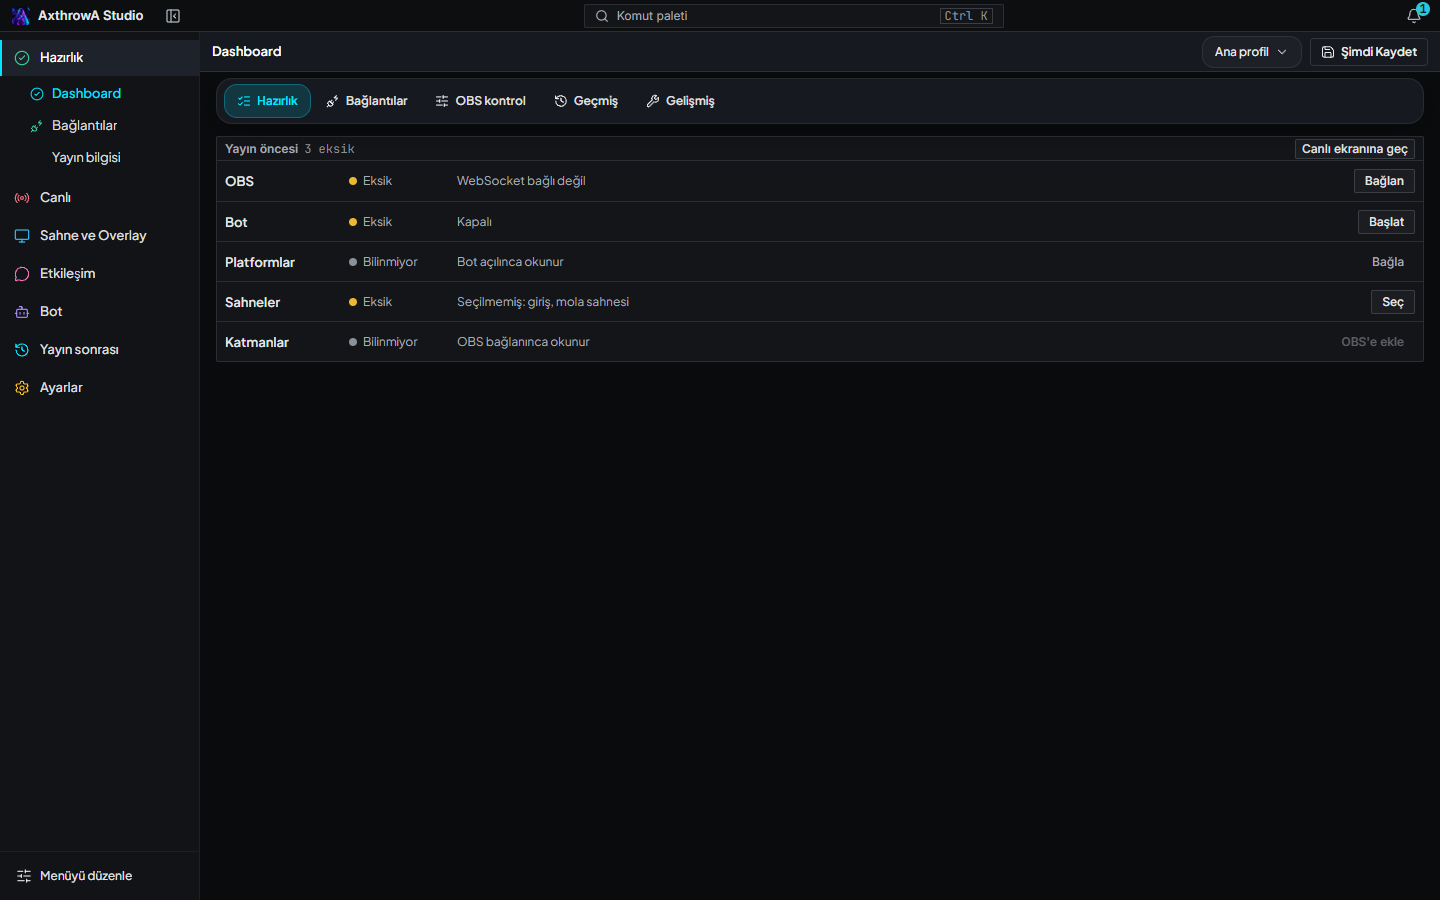 AxthrowA Studio
Komut paleti Ctrl K
1
Hazırlık
Dashboard
Bağlantılar
Yayın bilgisi
Canlı
Sahne ve Overlay
Etkileşim
Bot
Yayın sonrası
Ayarlar
Menüyü düzenle
Dashboard
Ana profil
Şimdi Kaydet
Hazırlık Bağlantılar OBS kontrol Geçmiş Gelişmiş
Yayın öncesi 3 eksik Canlı ekranına geç
OBS Eksik WebSocket bağlı değil Bağlan
Bot Eksik Kapalı Başlat
Platformlar Bilinmiyor Bot açılınca okunur Bağla
Sahneler Eksik Seçilmemiş: giriş, mola sahnesi Seç
Katmanlar Bilinmiyor OBS bağlanınca okunur OBS'e ekle